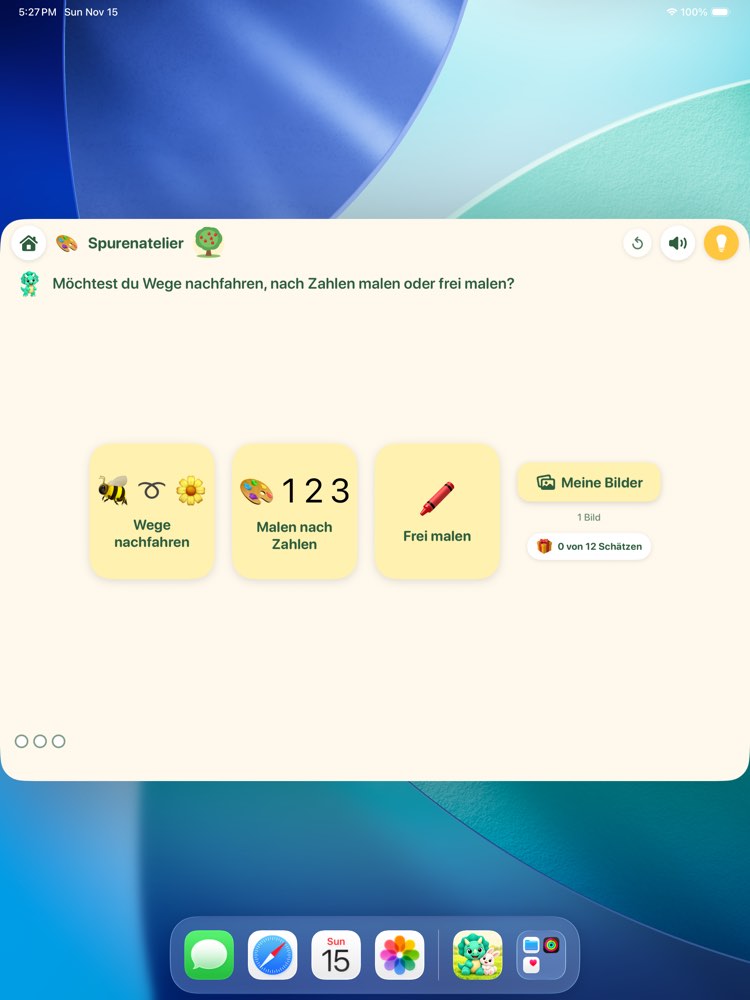 5:27 PM Sun Nov 15
100%
Spurenatelier
Möchtest du Wege nachfahren, nach Zahlen malen oder frei malen?
Wege
nachfahren
1 2 3
Malen nach
Zahlen
Frei malen
Meine Bilder
1 Bild
0 von 12 Schätzen
Sun
15